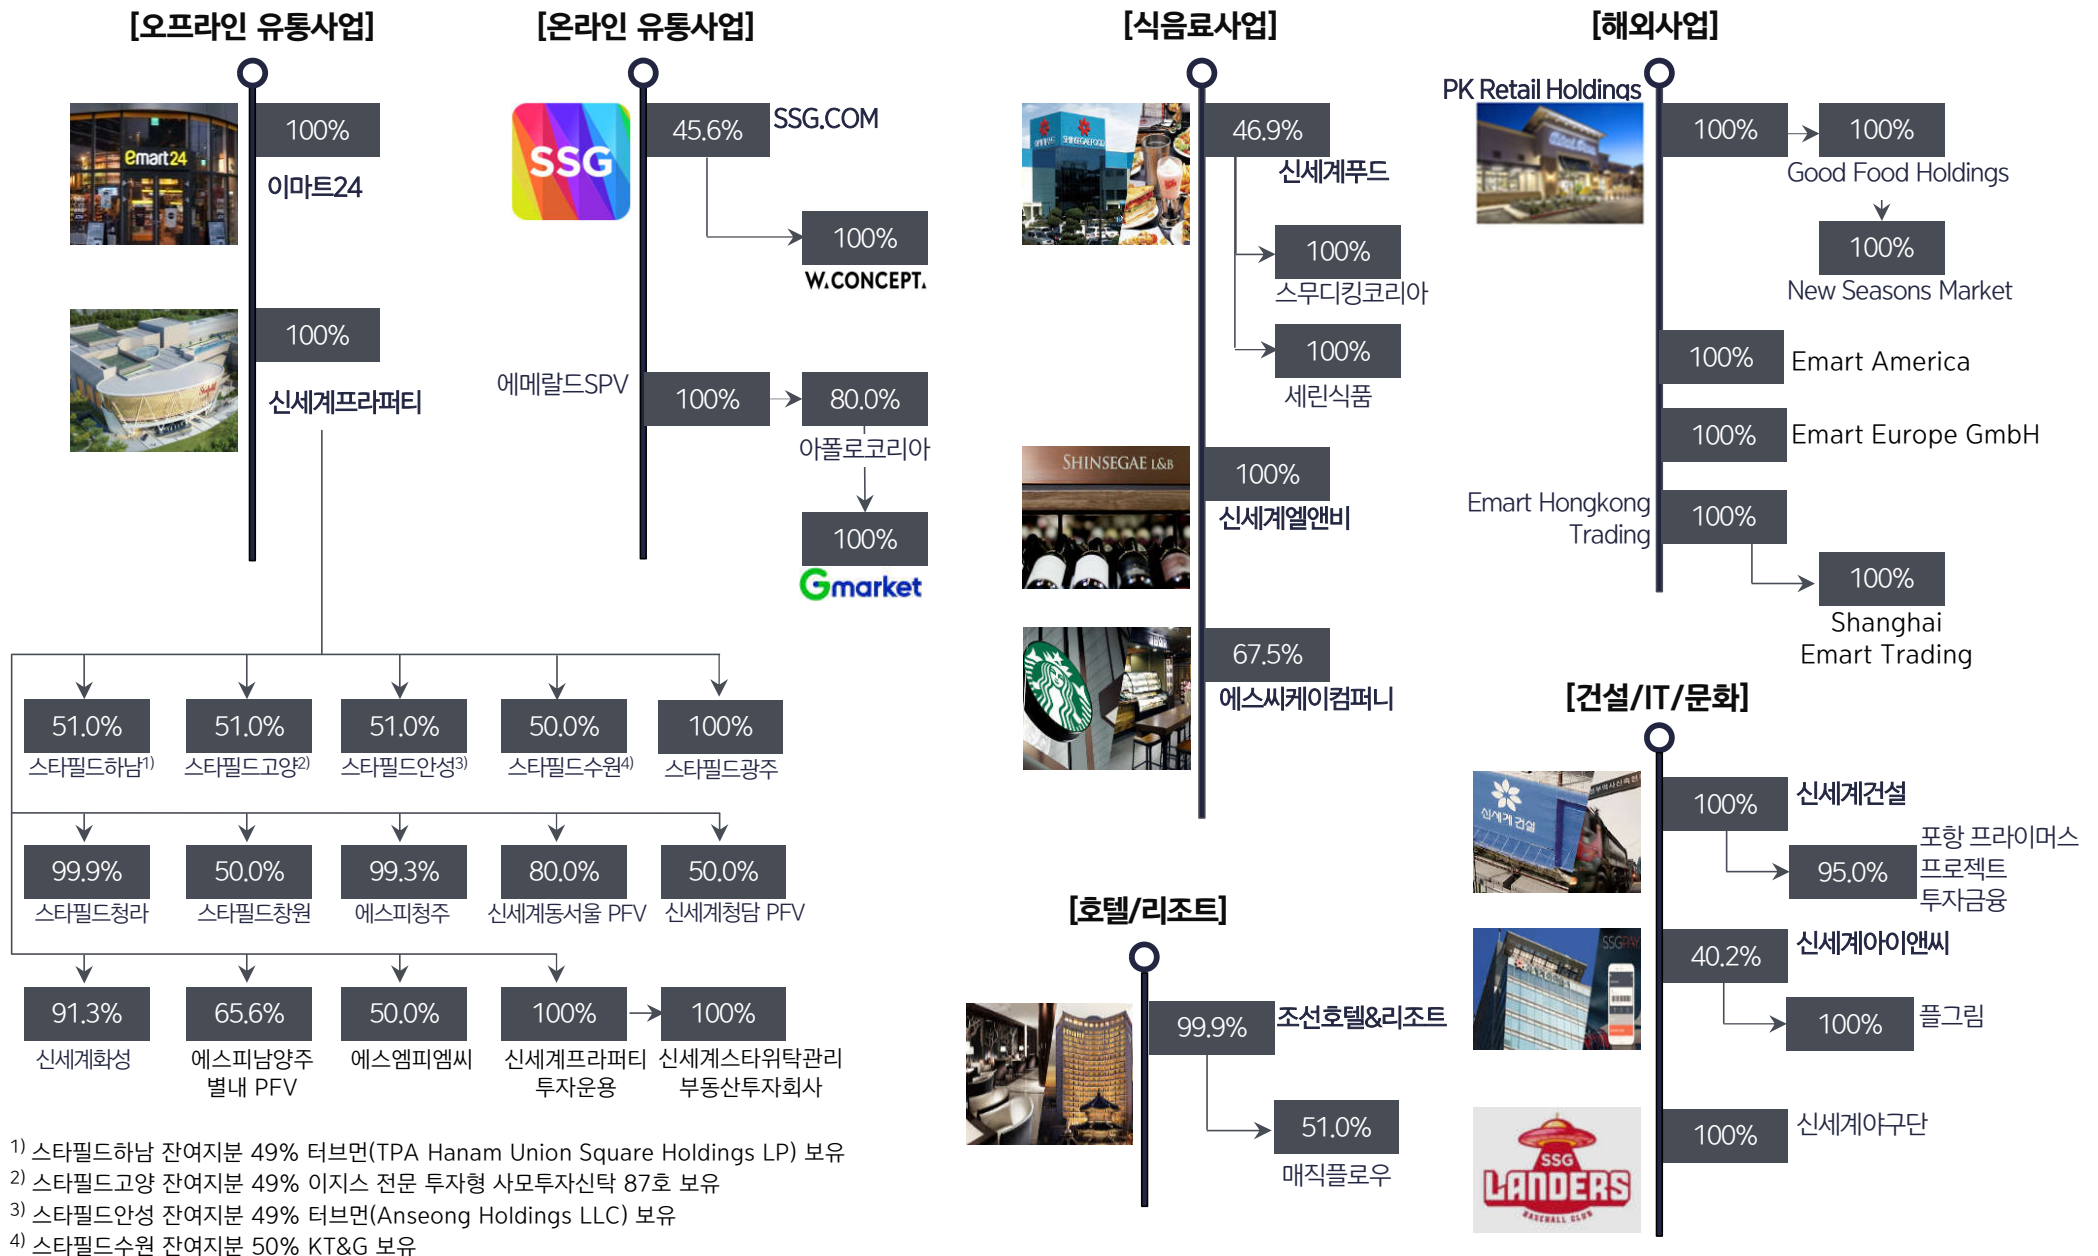 [오프라인 유통사업]
emart24
100%
이마트24
100%
신세계프라퍼티
51.0%
스타필드하남1)
51.0%
스타필드고양2)
51.0%
스타필드안성3)
50.0%
스타필드수원4)
100%
스타필드광주
99.9%
스타필드청라
50.0%
스타필드창원
99.3%
에스피청주
80.0%
신세계동서울 PFV
50.0%
신세계청담 PFV
91.3%
신세계화성
65.6%
에스피남양주
별내 PFV
50.0%
에스엠피엠씨
100%
신세계프라퍼티
투자운용
100%
신세계스타위탁관리
부동산투자회사
[온라인 유통사업]
SSG
45.6%
SSG.COM
100%
W.CONCEPT.
에메랄드SPV
100%
80.0%
아폴로코리아
100%
Gmarket
[식음료사업]
SHINSEGAE FOOD
46.9%
신세계푸드
100%
스무디킹코리아
100%
세린식품
SHINSEGAE L&B
100%
신세계엘앤비
67.5%
에스씨케이컴퍼니
[해외사업]
PK Retail Holdings
100%
100%
Good Food Holdings
100%
New Seasons Market
100%
Emart America
100%
Emart Europe GmbH
Emart Hongkong
Trading
100%
100%
Shanghai
Emart Trading
[호텔/리조트]
99.9%
조선호텔&리조트
51.0%
매직플로우
[건설/IT/문화]
신세계건설
100%
신세계건설
95.0%
포항 프라이머스
프로젝트
투자금융
SSGPAY
40.2%
신세계아이앤씨
100%
플그림
SSG
LANDERS
BASEBALL CLUB
100%
신세계야구단
1) 스타필드하남 잔여지분 49% 터브먼(TPA Hanam Union Square Holdings LP) 보유
2) 스타필드고양 잔여지분 49% 이지스 전문 투자형 사모투자신탁 87호 보유
3) 스타필드안성 잔여지분 49% 터브먼(Anseong Holdings LLC) 보유
4) 스타필드수원 잔여지분 50% KT&G 보유